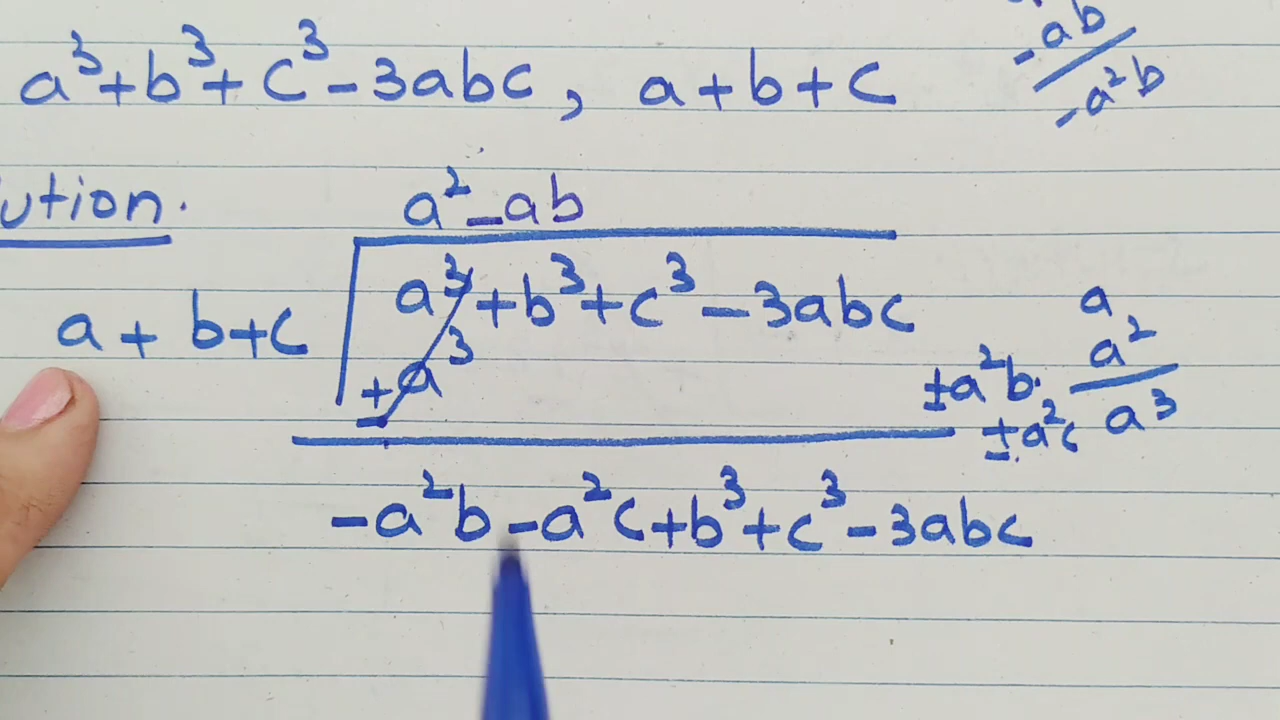 a³+b³+c³-3abc, a+b+c
-ab
-a²b
ution.
a²-ab
a+b+c
a³+b³+c³-3abc
±a³
±a²b
±a²c
a
a²
a³
-a²b-a²c+b³+c³-3abc